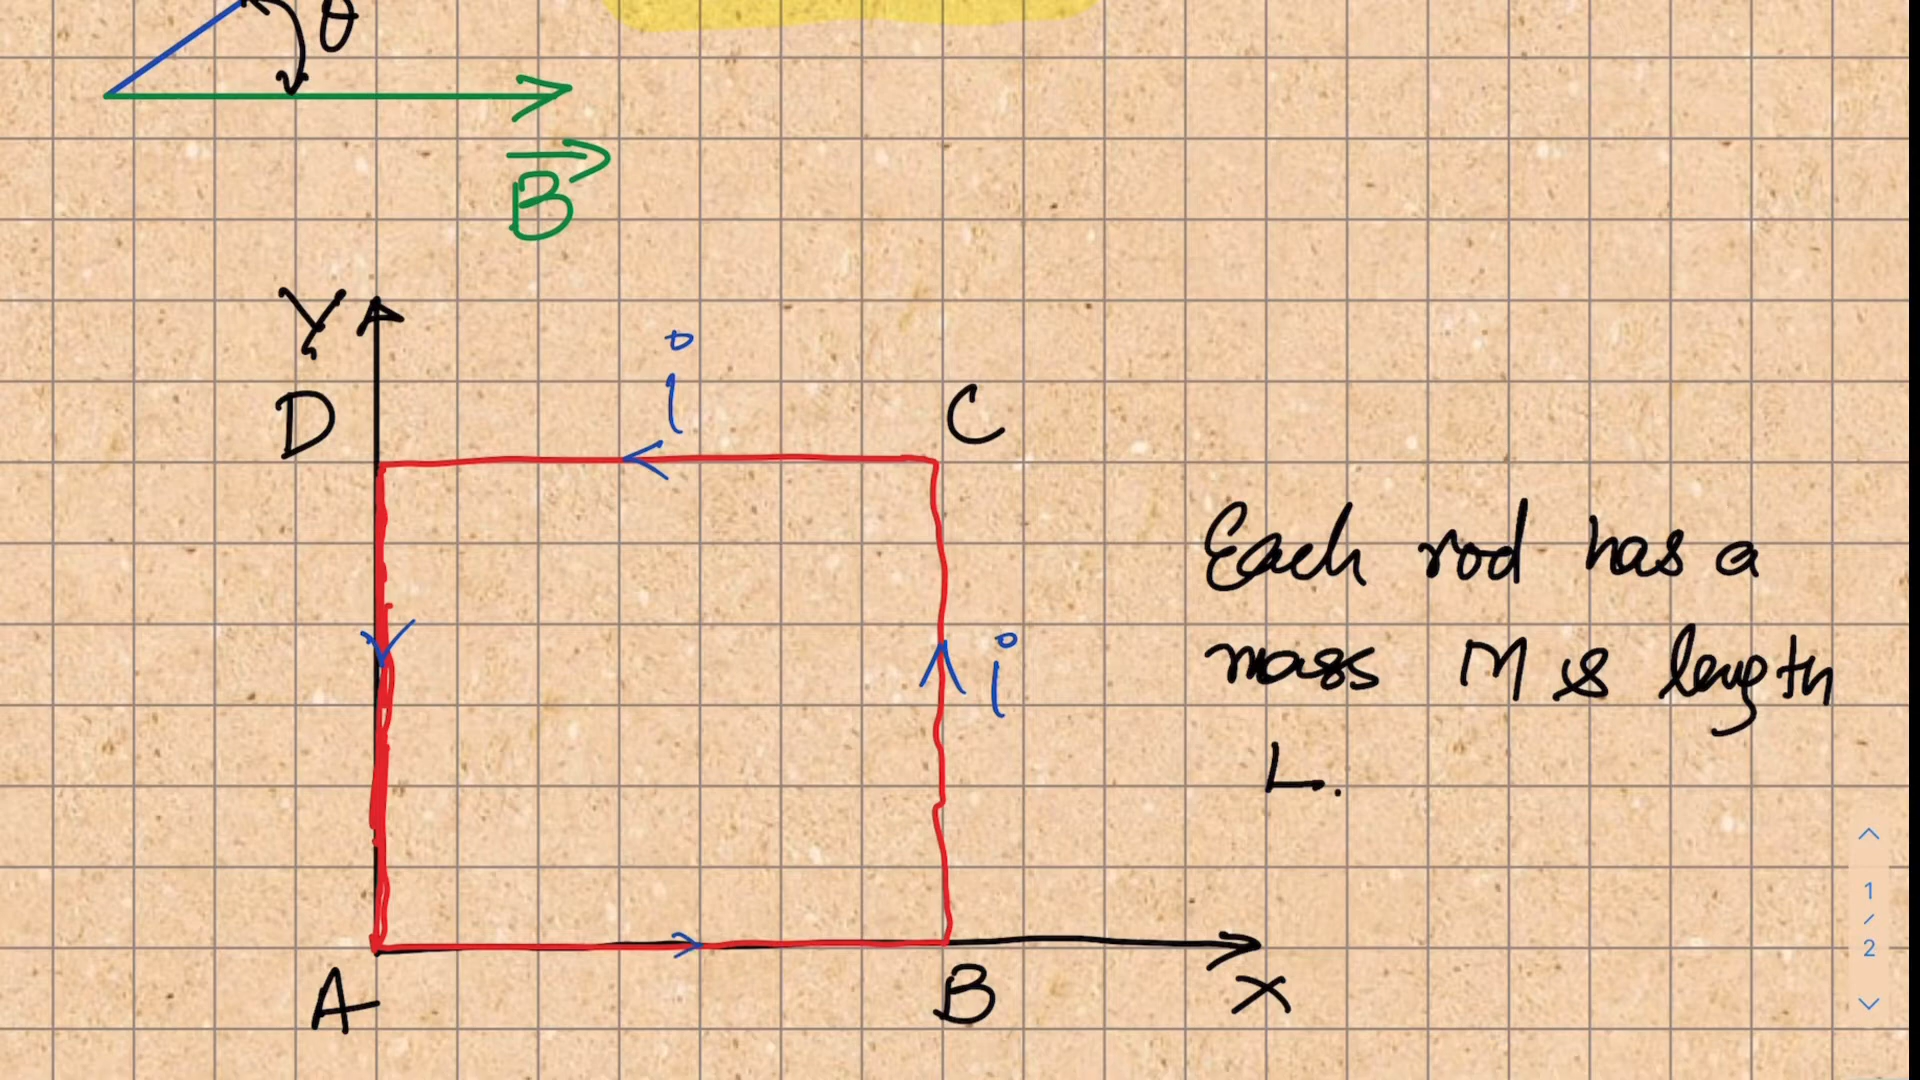 θ
B
Y
i
D
C
Each rod has a
i
mass M & length
L.
1
/
2
A
B
X